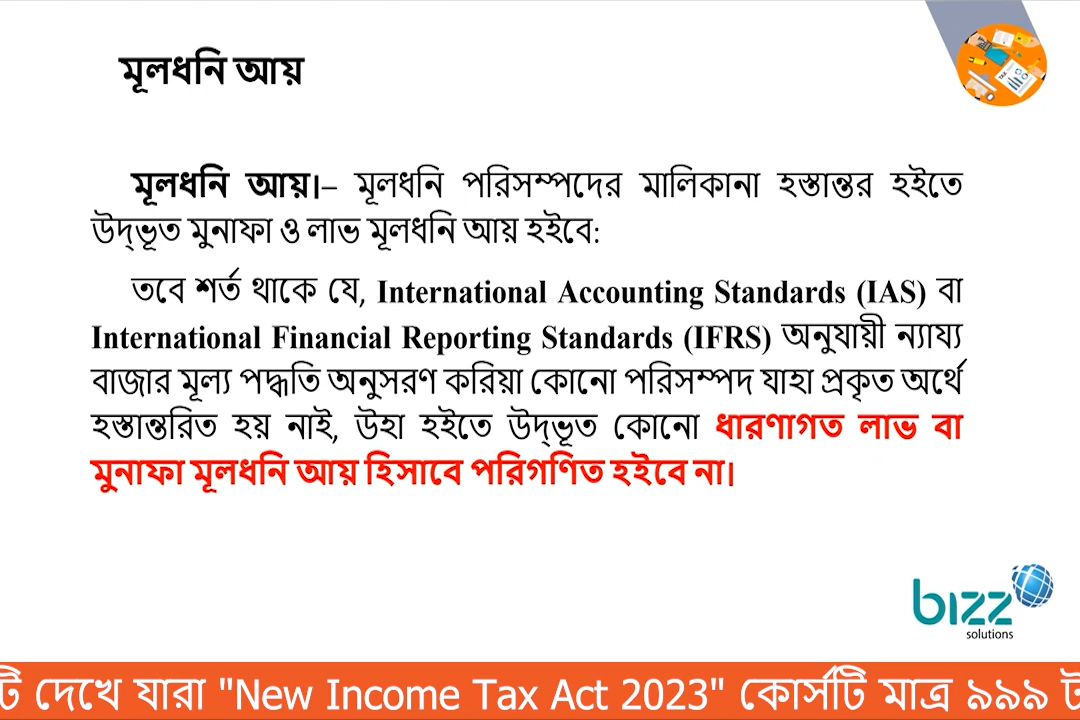 মূলধনি আয়
মূলধনি আয়।– মূলধনি পরিসম্পদের মালিকানা হস্তান্তর হইতে
উদ্ভূত মুনাফা ও লাভ মূলধনি আয় হইবে:
তবে শর্ত থাকে যে, International Accounting Standards (IAS) বা
International Financial Reporting Standards (IFRS) অনুযায়ী ন্যায্য
বাজার মূল্য পদ্ধতি অনুসরণ করিয়া কোনো পরিসম্পদ যাহা প্রকৃত অর্থে
হস্তান্তরিত হয় নাই, উহা হইতে উদ্ভূত কোনো ধারণাগত লাভ বা
মুনাফা মূলধনি আয় হিসাবে পরিগণিত হইবে না।
bizz
solutions
টি দেখে যারা "New Income Tax Act 2023" কোর্সটি মাত্র ৯৯৯ ট